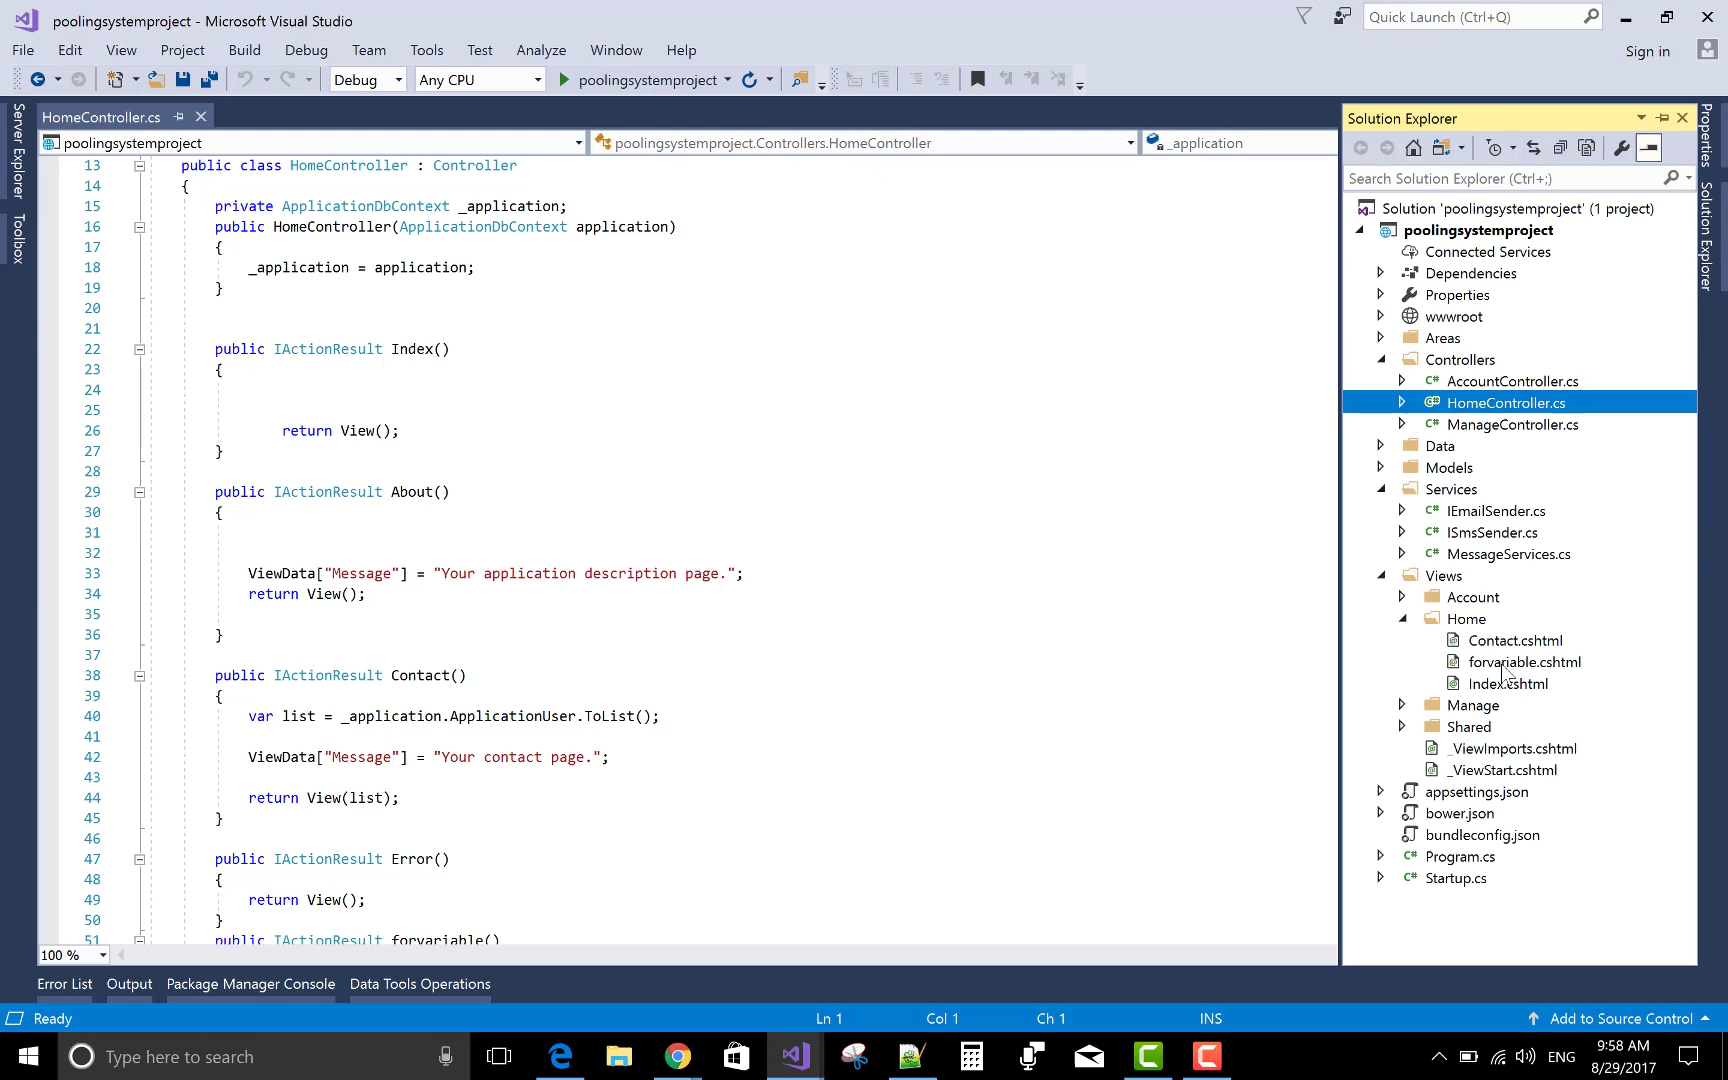 poolingsystemproject - Microsoft Visual Studio
Quick Launch (Ctrl+Q)
File Edit View Project Build Debug Team Tools Test Analyze Window Help
Sign in
Debug Any CPU poolingsystemproject
Server Explorer
Toolbox
HomeController.cs
poolingsystemproject
poolingsystemproject.Controllers.HomeController
_application
13 public class HomeController : Controller
14 {
15 private ApplicationDbContext _application;
16 public HomeController(ApplicationDbContext application)
17 {
18 _application = application;
19 }
20
21
22 public IActionResult Index()
23 {
24
25
26 return View();
27 }
28
29 public IActionResult About()
30 {
31
32
33 ViewData["Message"] = "Your application description page.";
34 return View();
35
36 }
37
38 public IActionResult Contact()
39 {
40 var list = _application.ApplicationUser.ToList();
41
42 ViewData["Message"] = "Your contact page.";
43
44 return View(list);
45 }
46
47 public IActionResult Error()
48 {
49 return View();
50 }
51 public IActionResult forvariable()
100 %
Solution Explorer
Search Solution Explorer (Ctrl+;)
Solution 'poolingsystemproject' (1 project)
poolingsystemproject
Connected Services
Dependencies
Properties
wwwroot
Areas
Controllers
C# AccountController.cs
C# HomeController.cs
C# ManageController.cs
Data
Models
Services
C# IEmailSender.cs
C# ISmsSender.cs
C# MessageServices.cs
Views
Account
Home
Contact.cshtml
forvariable.cshtml
Index.cshtml
Manage
Shared
_ViewImports.cshtml
_ViewStart.cshtml
appsettings.json
bower.json
bundleconfig.json
C# Program.cs
C# Startup.cs
Properties
Solution Explorer
Error List Output Package Manager Console Data Tools Operations
Ready Ln 1 Col 1 Ch 1 INS Add to Source Control
Type here to search
ENG
9:58 AM
8/29/2017